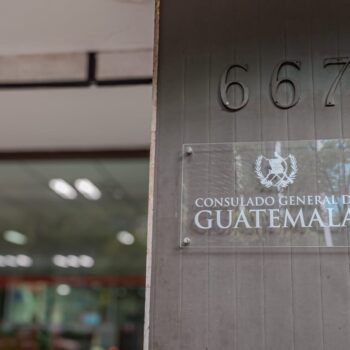 667
CONSULADO GENERAL D
GUATEMALA